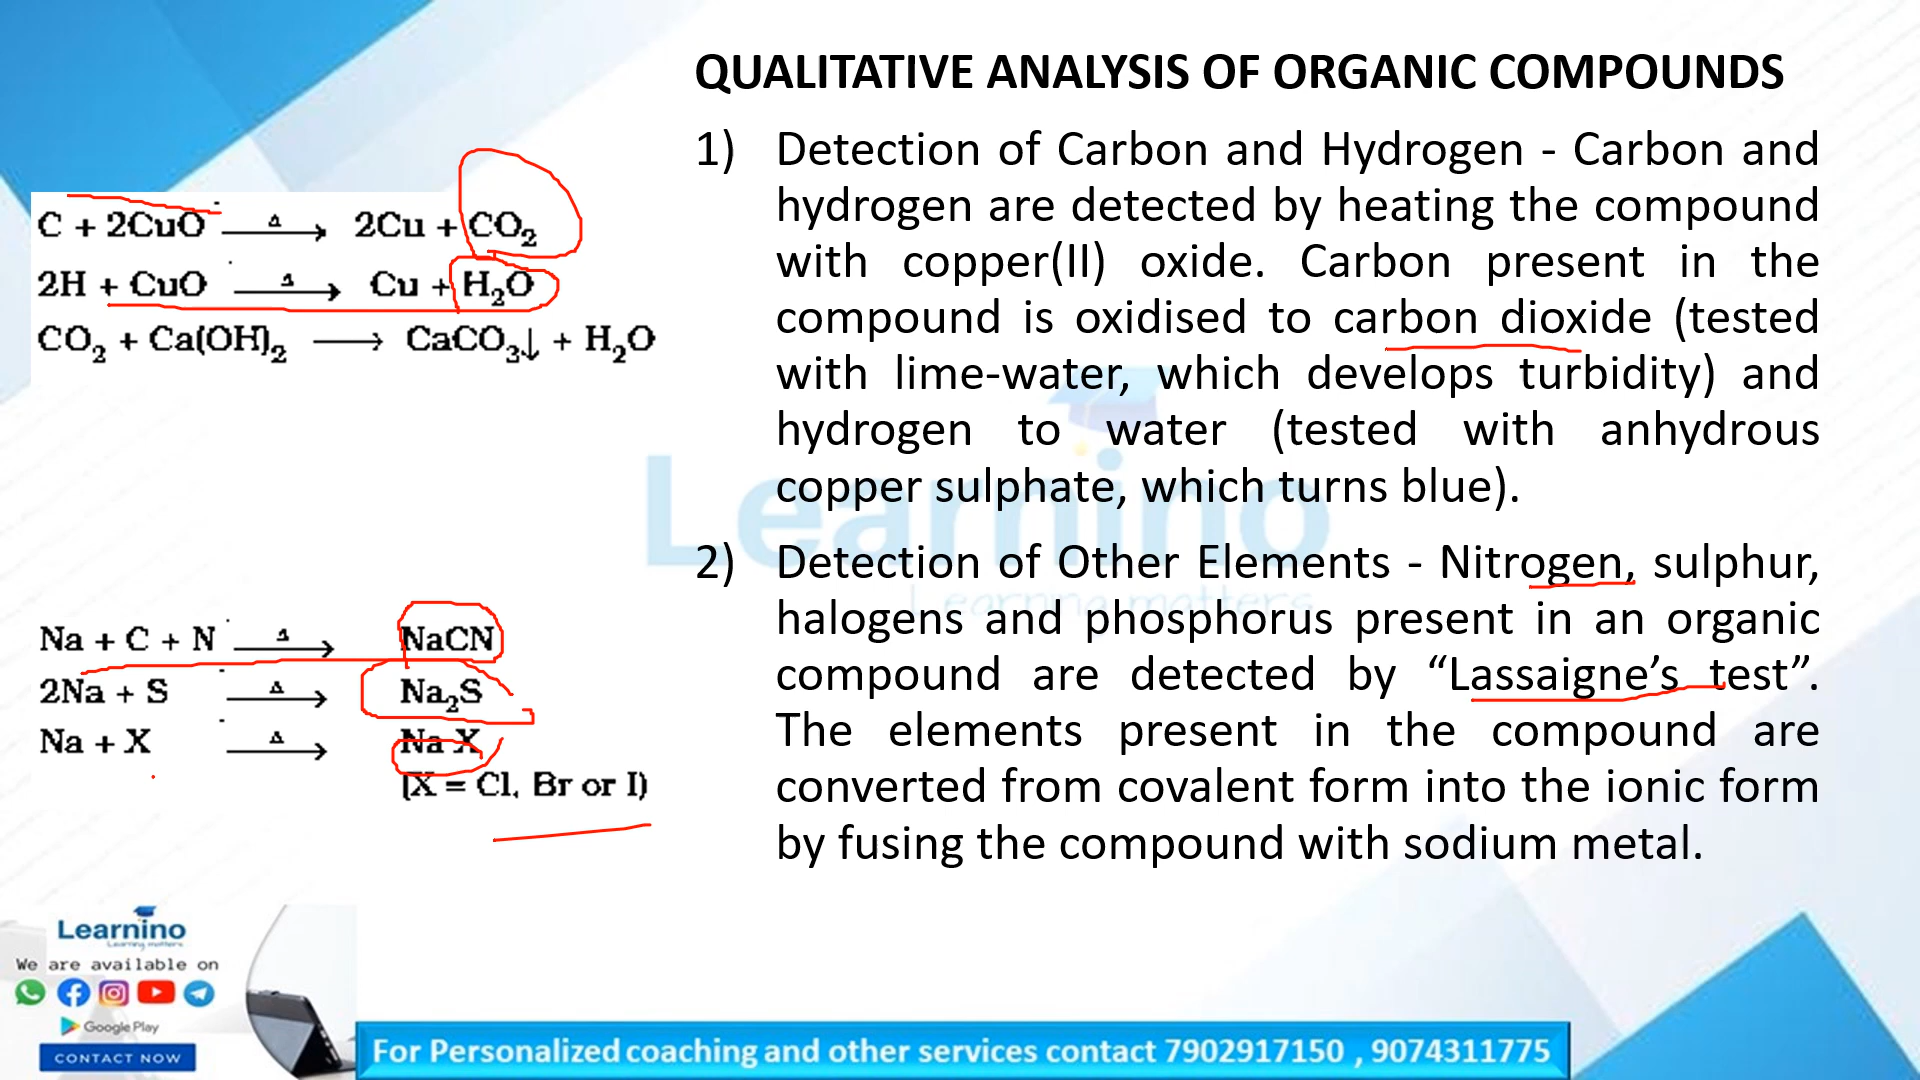 QUALITATIVE ANALYSIS OF ORGANIC COMPOUNDS
1) Detection of Carbon and Hydrogen - Carbon and
hydrogen are detected by heating the compound
with copper(II) oxide. Carbon present in the
compound is oxidised to carbon dioxide (tested
with lime-water, which develops turbidity) and
hydrogen to water (tested with anhydrous
copper sulphate, which turns blue).
2) Detection of Other Elements - Nitrogen, sulphur,
halogens and phosphorus present in an organic
compound are detected by “Lassaigne’s test”.
The elements present in the compound are
converted from covalent form into the ionic form
by fusing the compound with sodium metal.
C + 2CuO —Δ→ 2Cu + CO₂
2H + CuO —Δ→ Cu + H₂O
CO₂ + Ca(OH)₂ ⟶ CaCO₃↓ + H₂O
Na + C + N —Δ→ NaCN
2Na + S —Δ→ Na₂S
Na + X —Δ→ Na X
(X = Cl, Br or I)
Learnino
Learning matters
Learnino
Learning matters
We are available on
Google Play
CONTACT NOW
For Personalized coaching and other services contact 7902917150 , 9074311775